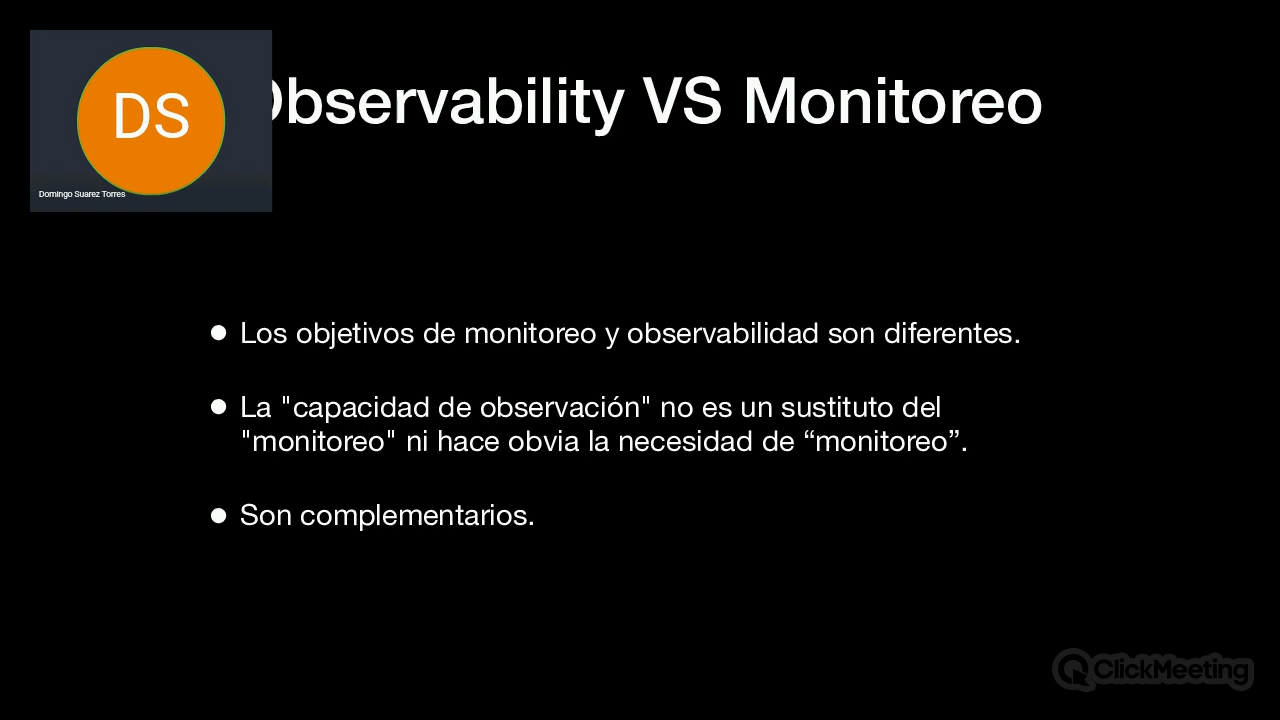 DS
Domingo Suarez Torres
Observability VS Monitoreo
Los objetivos de monitoreo y observabilidad son diferentes.
La "capacidad de observación" no es un sustituto del
"monitoreo" ni hace obvia la necesidad de “monitoreo”.
Son complementarios.
ClickMeeting